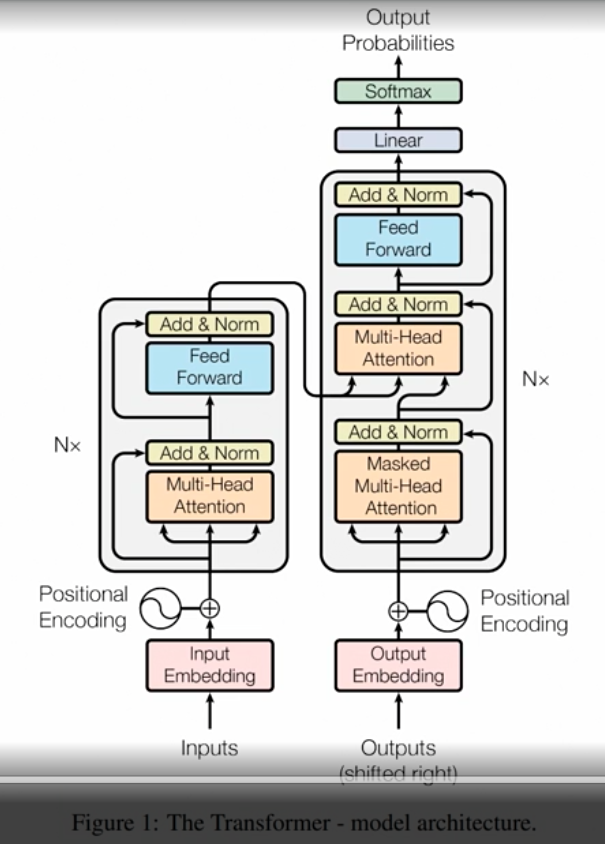 Output
Probabilities
Softmax
Linear
Add & Norm
Feed
Forward
Add & Norm
Multi-Head
Attention
Nx
Add & Norm
Masked
Multi-Head
Attention
Add & Norm
Feed
Forward
Nx
Add & Norm
Multi-Head
Attention
Positional
Encoding
Positional
Encoding
Input
Embedding
Output
Embedding
Inputs
Outputs
(shifted right)
Figure 1: The Transformer - model architecture.